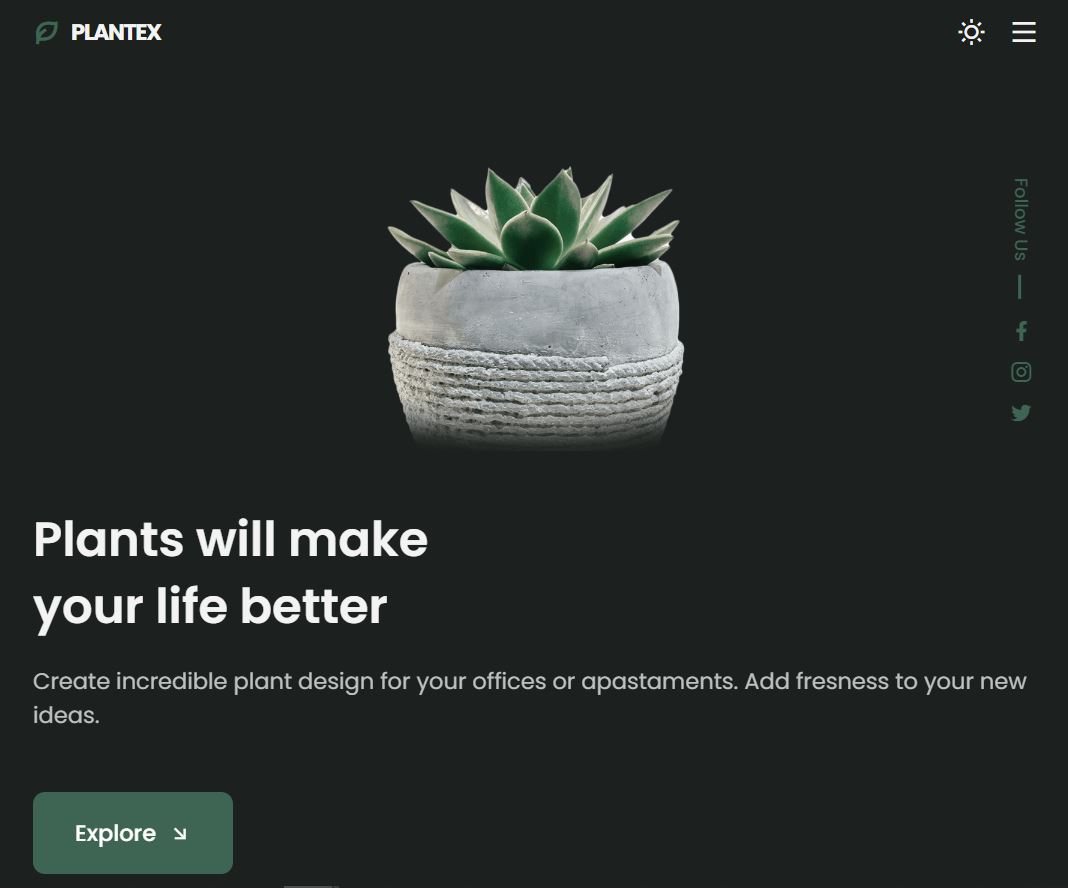 PLANTEX
Follow Us
Plants will make
your life better
Create incredible plant design for your offices or apastaments. Add fresness to your new
ideas.
Explore